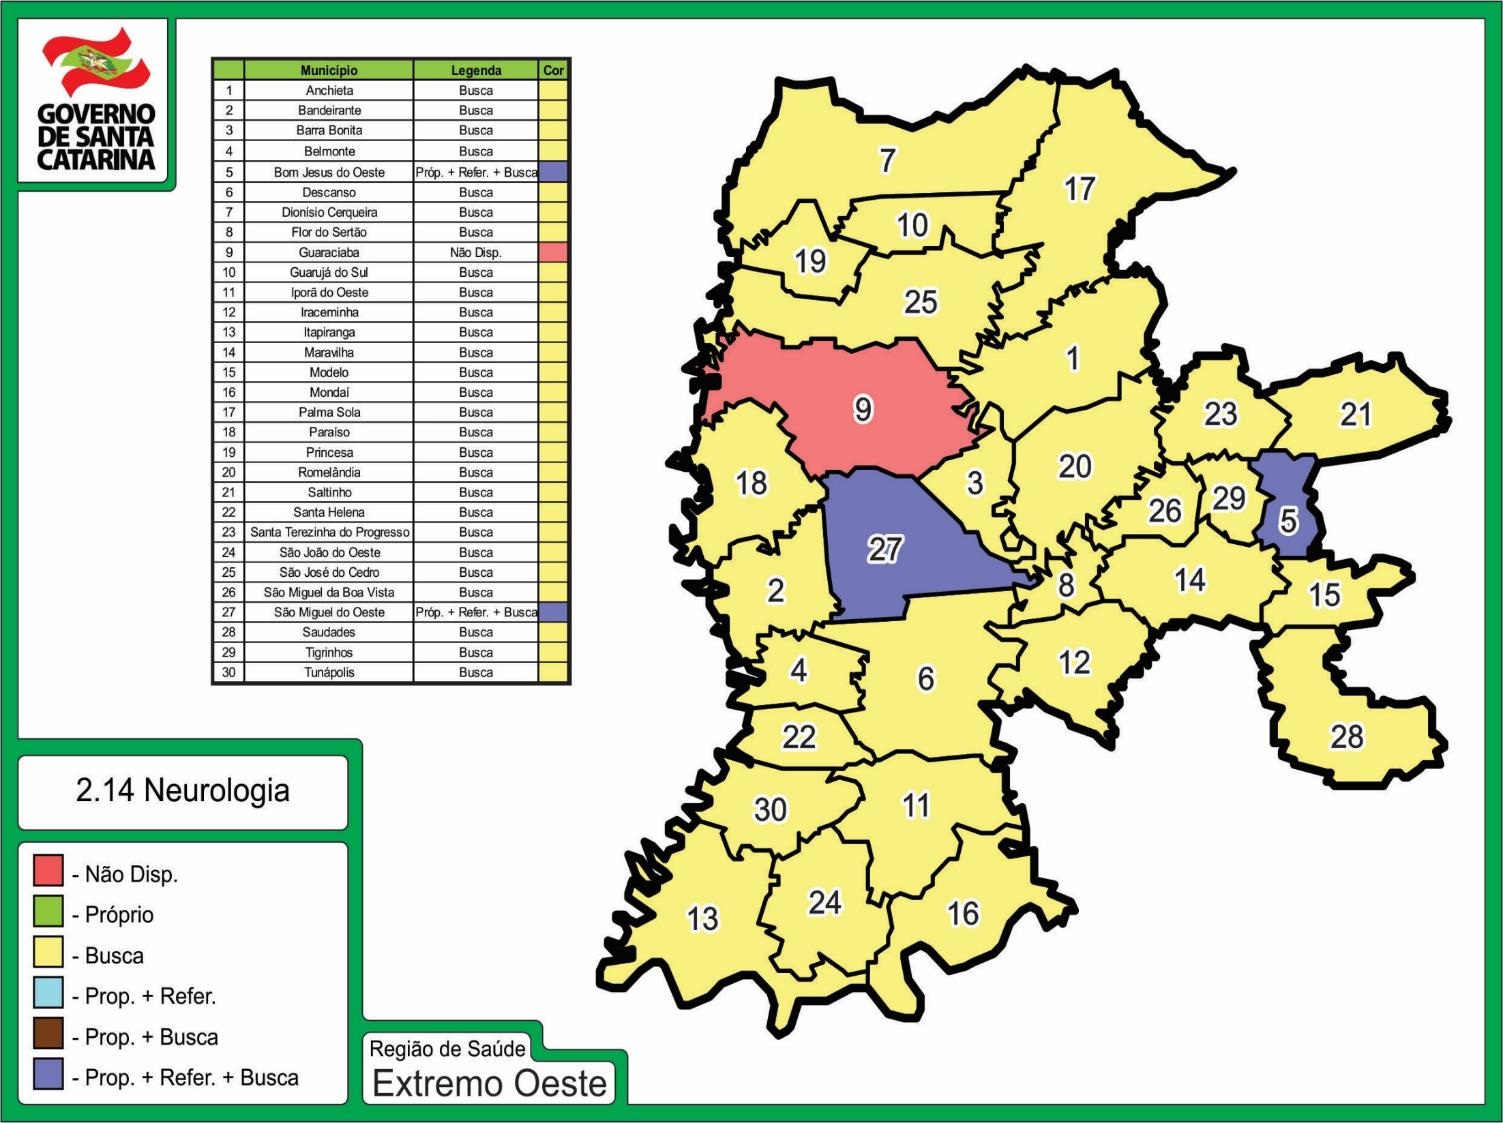 GOVERNO
DE SANTA
CATARINA
Município Legenda Cor
1 Anchieta Busca
2 Bandeirante Busca
3 Barra Bonita Busca
4 Belmonte Busca
5 Bom Jesus do Oeste Próp. + Refer. + Busca
6 Descanso Busca
7 Dionísio Cerqueira Busca
8 Flor do Sertão Busca
9 Guaraciaba Não Disp.
10 Guarujá do Sul Busca
11 Iporã do Oeste Busca
12 Iraceminha Busca
13 Itapiranga Busca
14 Maravilha Busca
15 Modelo Busca
16 Mondaí Busca
17 Palma Sola Busca
18 Paraíso Busca
19 Princesa Busca
20 Romelândia Busca
21 Saltinho Busca
22 Santa Helena Busca
23 Santa Terezinha do Progresso Busca
24 São João do Oeste Busca
25 São José do Cedro Busca
26 São Miguel da Boa Vista Busca
27 São Miguel do Oeste Próp. + Refer. + Busca
28 Saudades Busca
29 Tigrinhos Busca
30 Tunápolis Busca
7
17
10
19
25
1
9
23
21
18
3
20
26
29
5
27
2
8
14
15
4
6
12
22
28
30
11
13
24
16
2.14 Neurologia
- Não Disp.
- Próprio
- Busca
- Prop. + Refer.
- Prop. + Busca
- Prop. + Refer. + Busca
Região de Saúde
Extremo Oeste